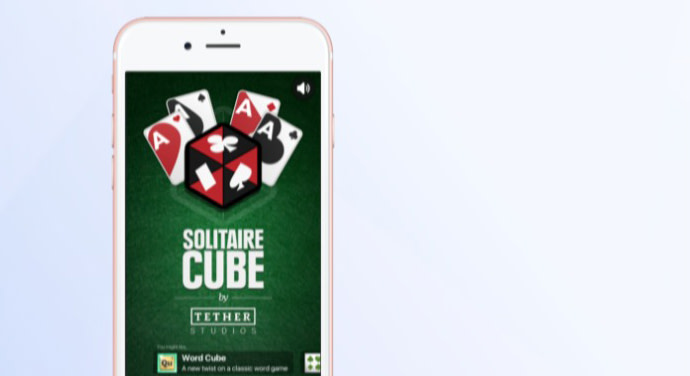 A
A
A
A
SOLITAIRE
CUBE
by
TETHER
STUDIOS
You might like
Qu
Word Cube
A new twist on a classic word game